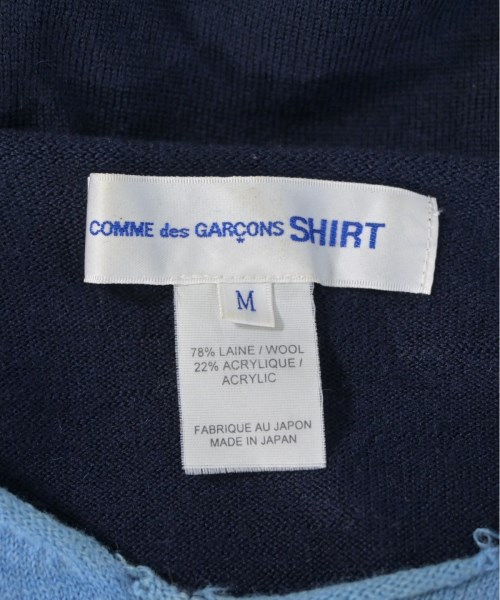 COMME des GARÇONS SHIRT
*
M
78% LAINE / WOOL
22% ACRYLIQUE /
ACRYLIC
FABRIQUE AU JAPON
MADE IN JAPAN